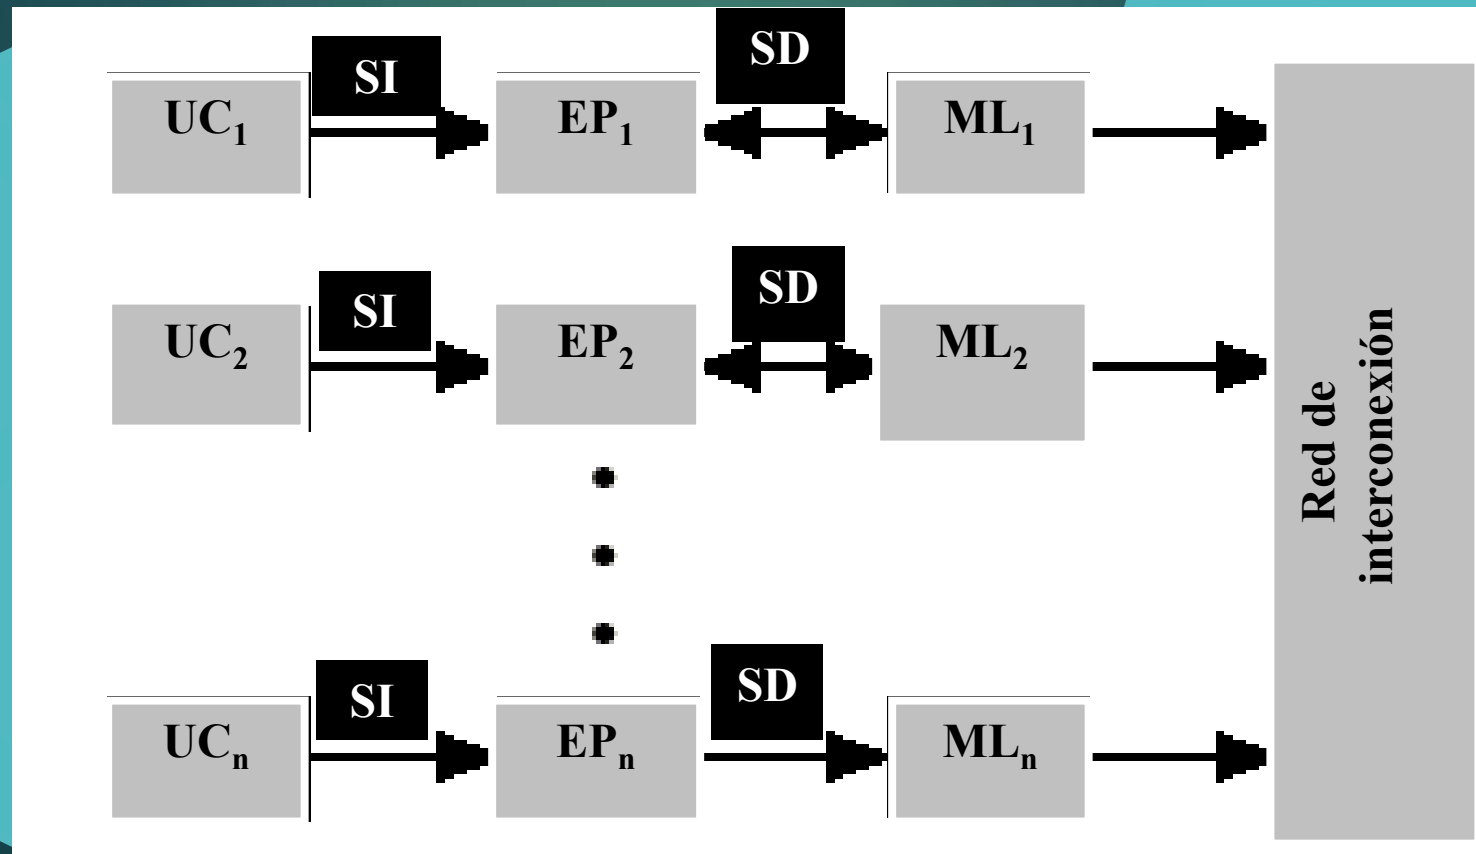 SI
SD
UC₁
EP₁
ML₁
SI
SD
UC₂
EP₂
ML₂
SI
SD
UCₙ
EPₙ
MLₙ
Red de
interconexión